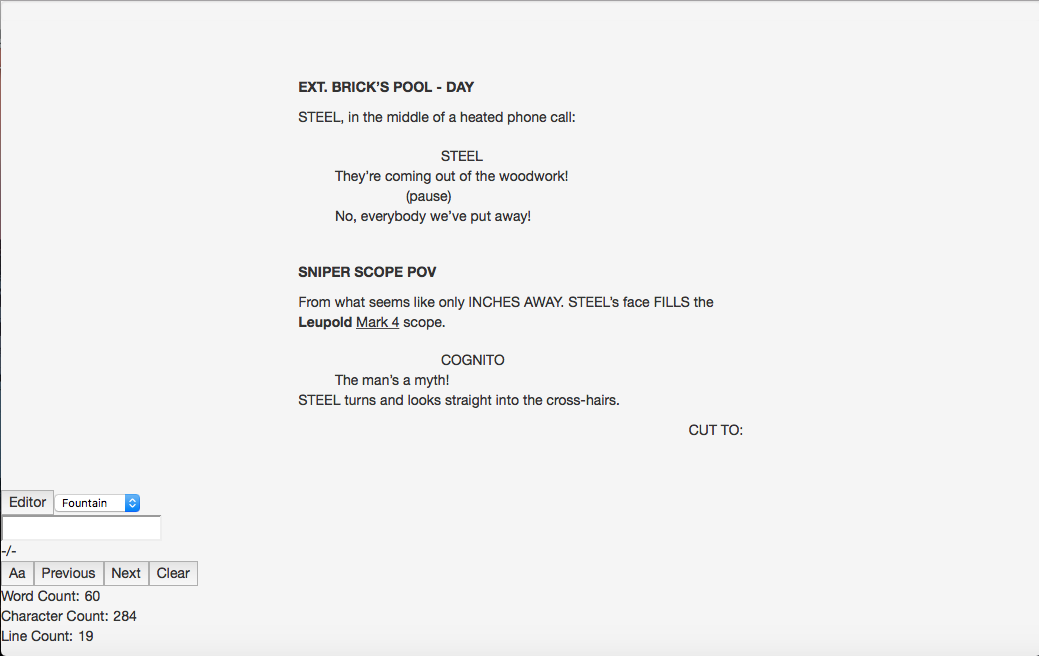 EXT. BRICK’S POOL - DAY
STEEL, in the middle of a heated phone call:
STEEL
They're coming out of the woodwork!
(pause)
No, everybody we’ve put away!
SNIPER SCOPE POV
From what seems like only INCHES AWAY. STEEL’s face FILLS the
Leupold Mark 4 scope.
COGNITO
The man’s a myth!
STEEL turns and looks straight into the cross-hairs.
CUT TO:
Editor Fountain
-/-
Aa Previous Next Clear
Word Count: 60
Character Count: 284
Line Count: 19